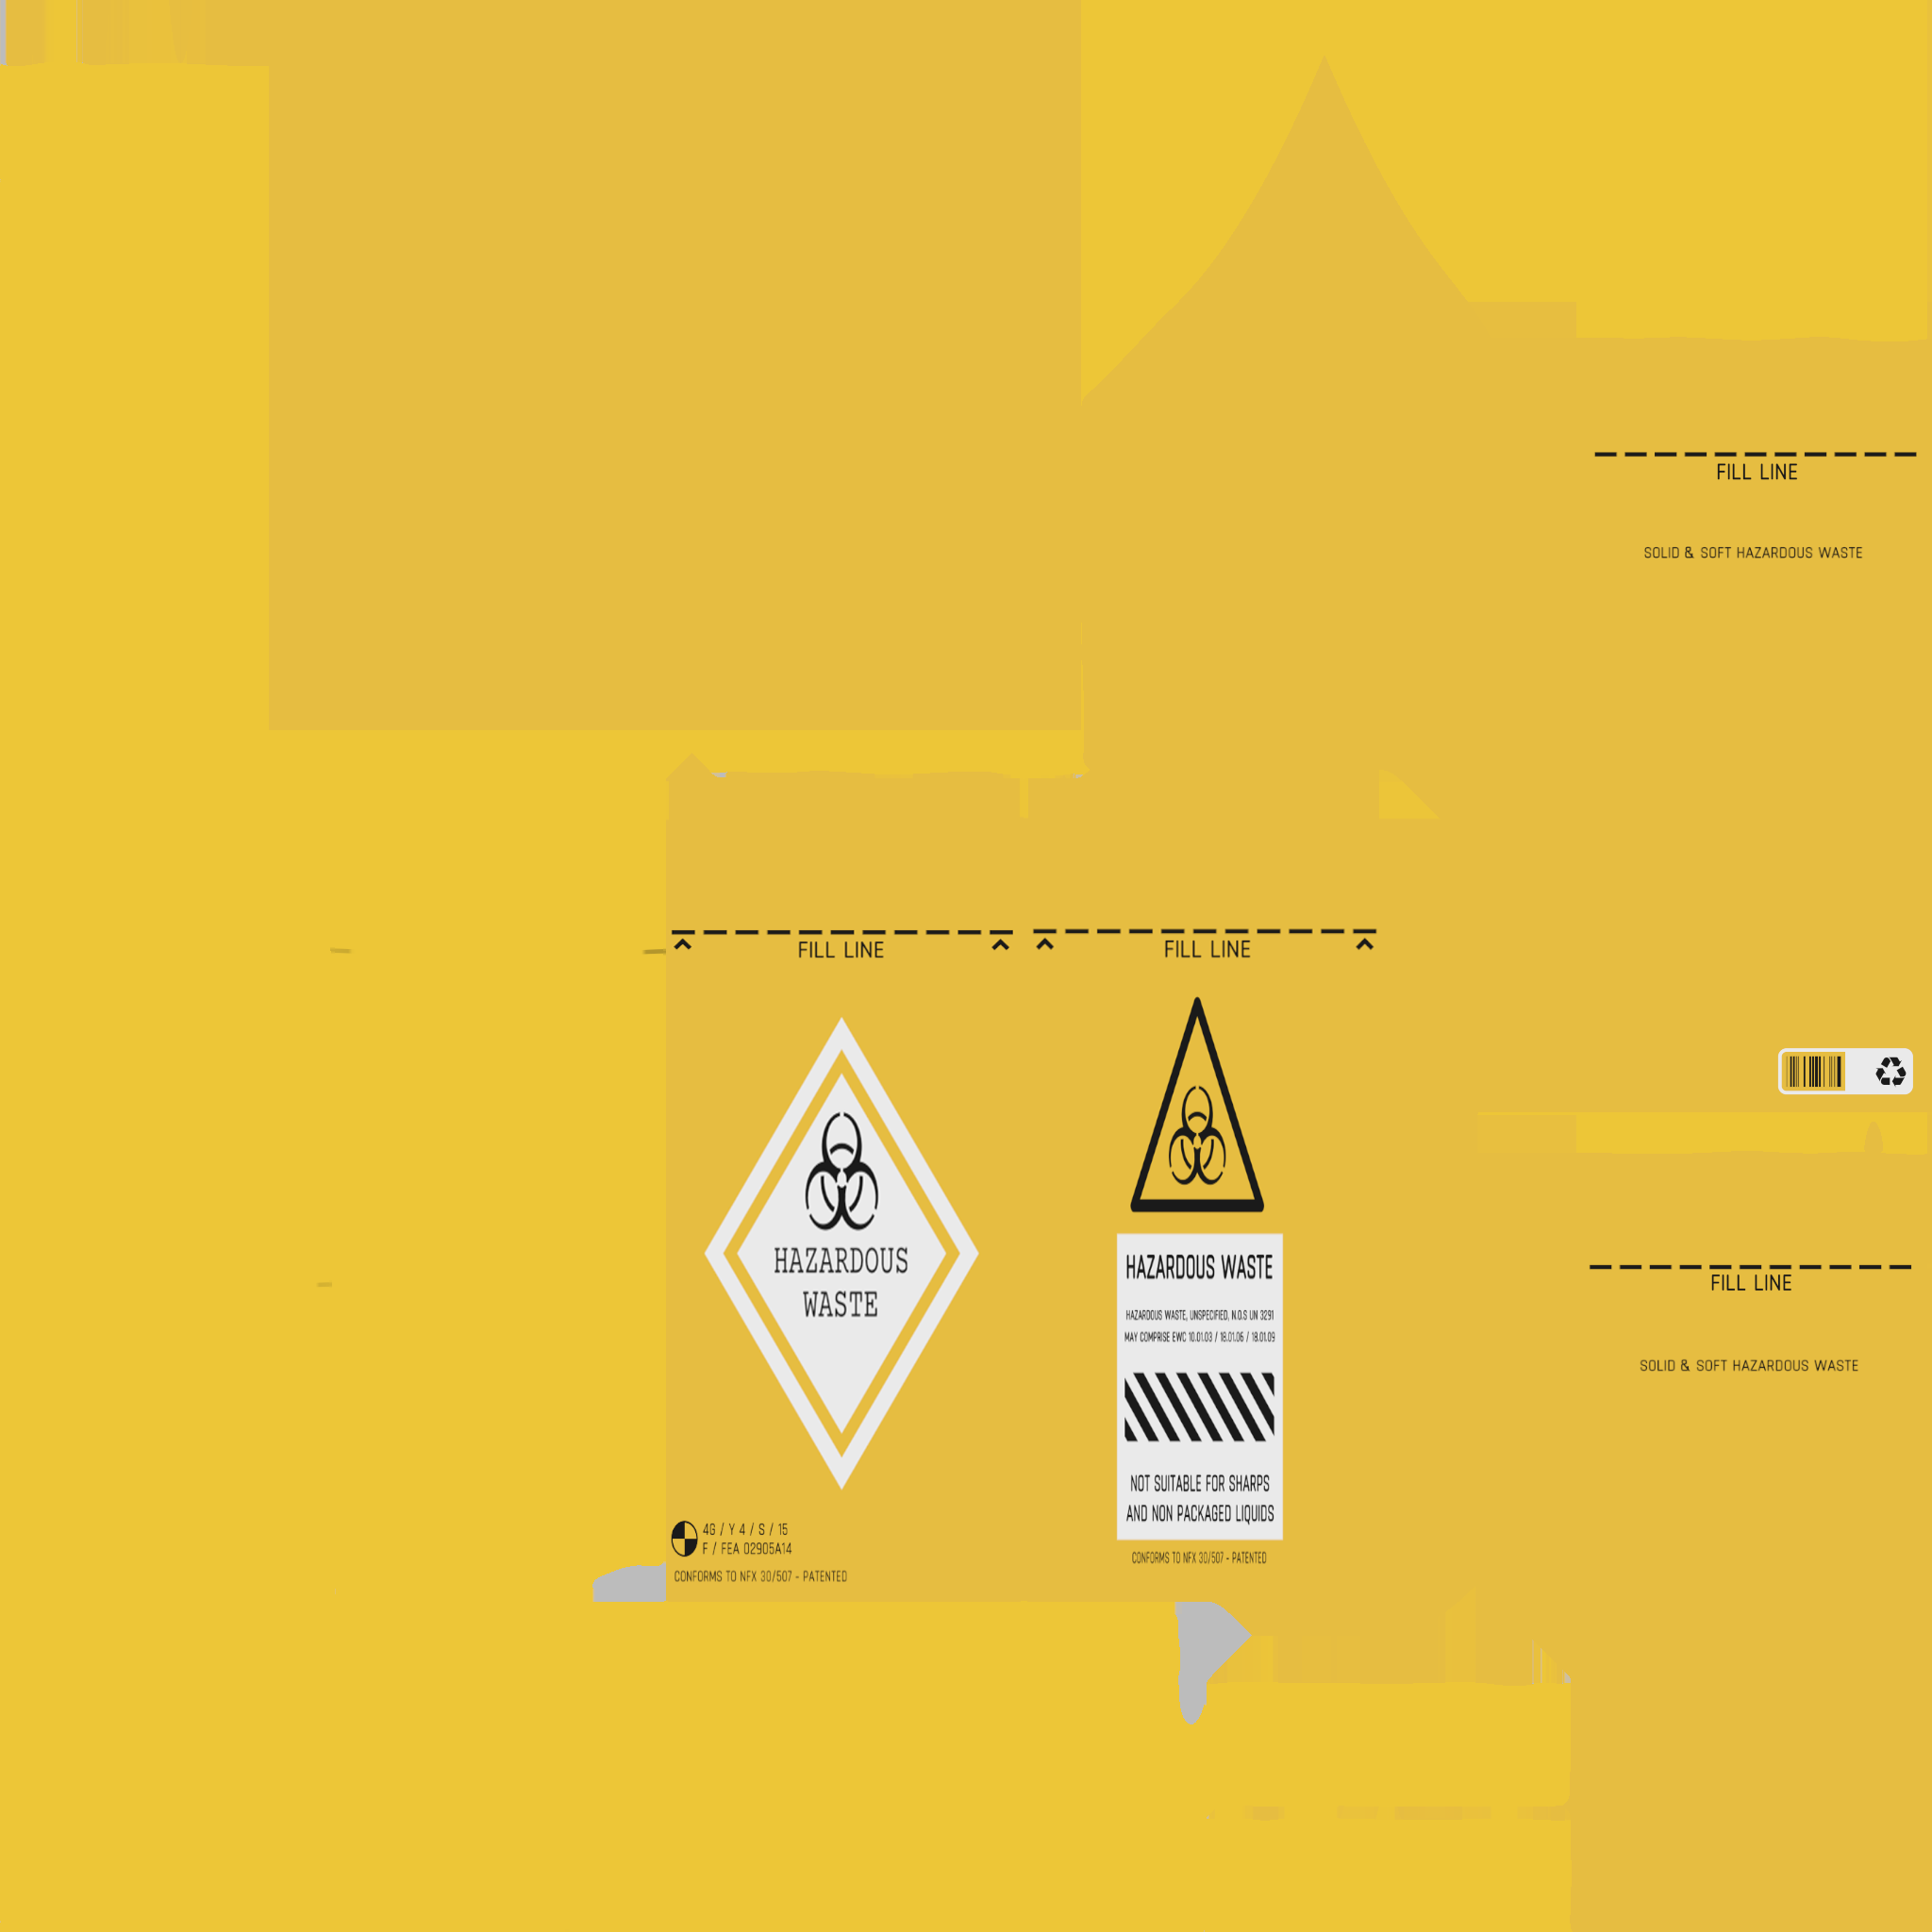 FILL LINE
SOLID & SOFT HAZARDOUS WASTE
FILL LINE
HAZARDOUS
WASTE
4G / Y 4 / S / 15
F / FEA 02905A14
CONFORMS TO NFX 30/507 - PATENTED
FILL LINE
HAZARDOUS WASTE
HAZARDOUS WASTE, UNSPECIFIED, N.O.S UN 3291
MAY COMPRISE EWC 10.01.03 / 18.01.06 / 18.01.09
NOT SUITABLE FOR SHARPS
AND NON PACKAGED LIQUIDS
CONFORMS TO NFX 30/507 - PATENTED
FILL LINE
SOLID & SOFT HAZARDOUS WASTE